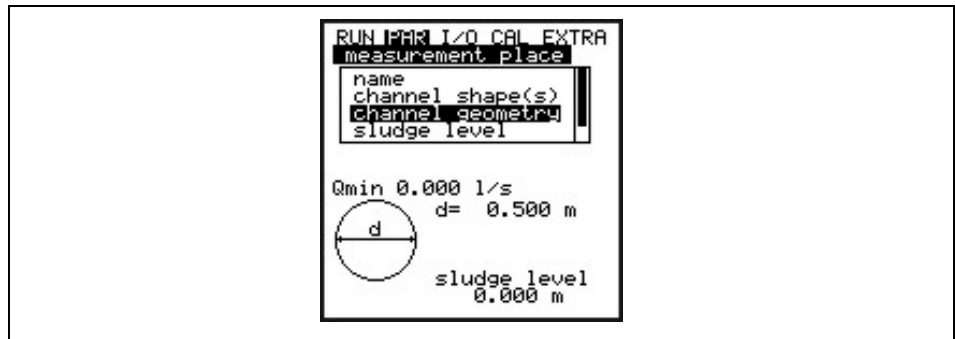 RUN PAR I/O CAL EXTRA
measurement place
name
channel shape(s)
channel geometry
sludge level
Qmin 0.000 l/s
d= 0.500 m
d
sludge level
0.000 m